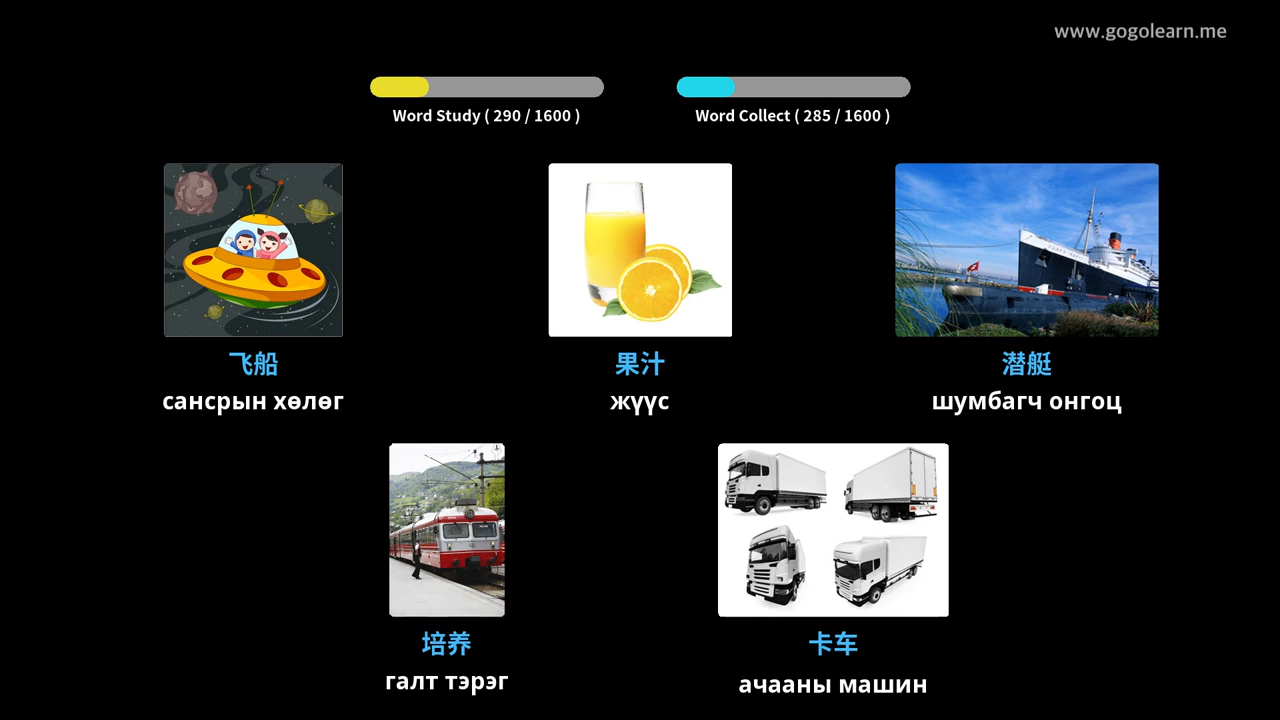 www.gogolearn.me
Word Study ( 290 / 1600 )
Word Collect ( 285 / 1600 )
飞船
сансрын хөлөг
果汁
жүүс
潜艇
шумбагч онгоц
培养
галт тэрэг
卡车
ачааны машин